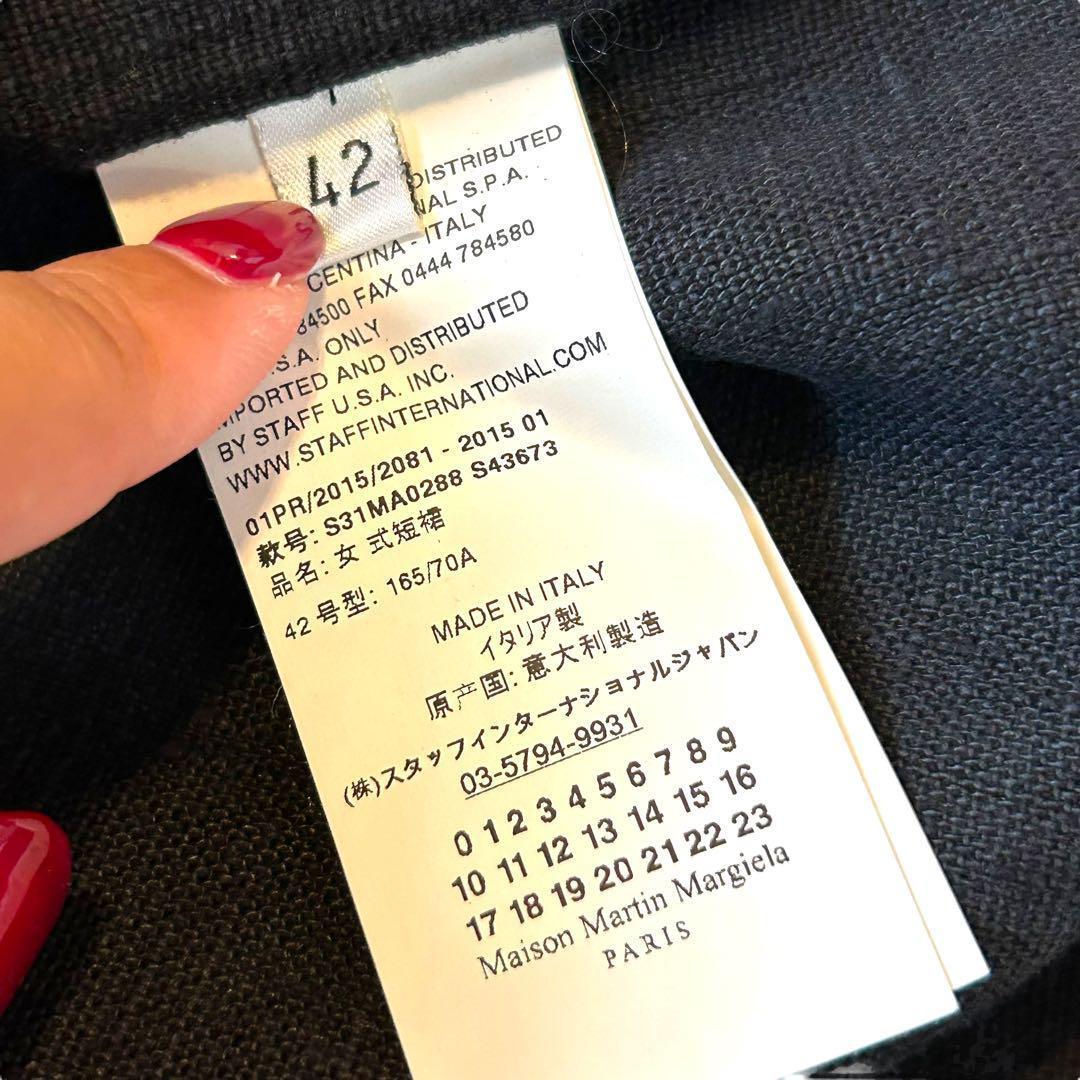 42
DISTRIBUTED
NAL S.P.A.
CENTINA - ITALY
84500 FAX 0444 784580
.S.A. ONLY
MPORTED AND DISTRIBUTED
BY STAFF U.S.A. INC.
WWW.STAFFINTERNATIONAL.COM
01PR/2015/2081 - 2015 01
款号: S31MA0288 S43673
品名: 女 式短裙
42 号型: 165/70A
MADE IN ITALY
イタリア製
原产国: 意大利製造
(株)スタッフインターナショナルジャパン
03-5794-9931
0 1 2 3 4 5 6 7 8 9
10 11 12 13 14 15 16
17 18 19 20 21 22 23
Maison Martin Margiela
PARIS